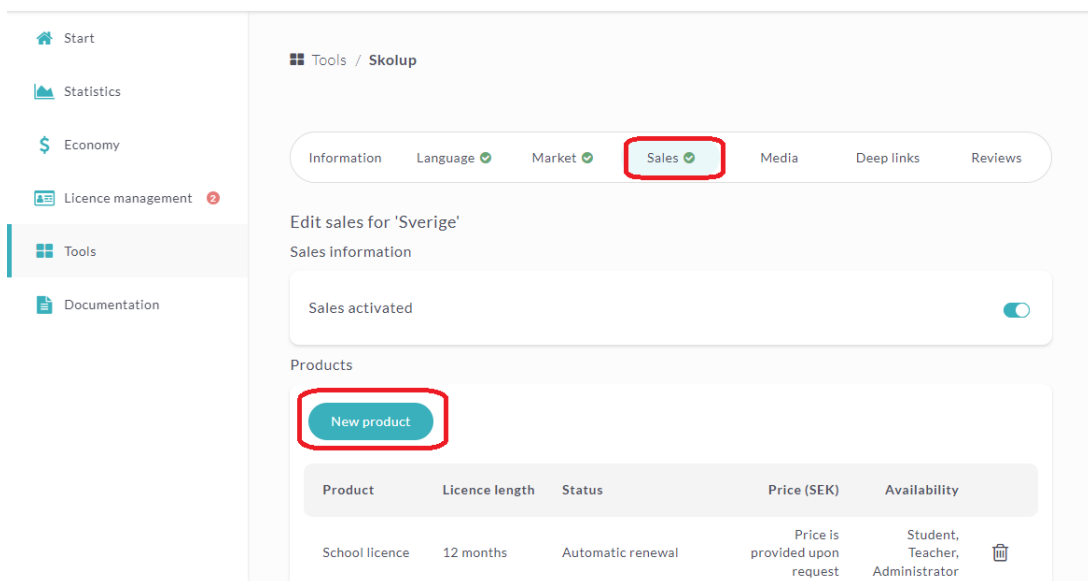 Start
Statistics
Economy
Licence management 2
Tools
Documentation
Tools / Skolup
Information Language Market Sales Media Deep links Reviews
Edit sales for 'Sverige'
Sales information
Sales activated
Products
New product
Product Licence length Status Price (SEK) Availability
School licence 12 months Automatic renewal Price is provided upon request Student, Teacher, Administrator